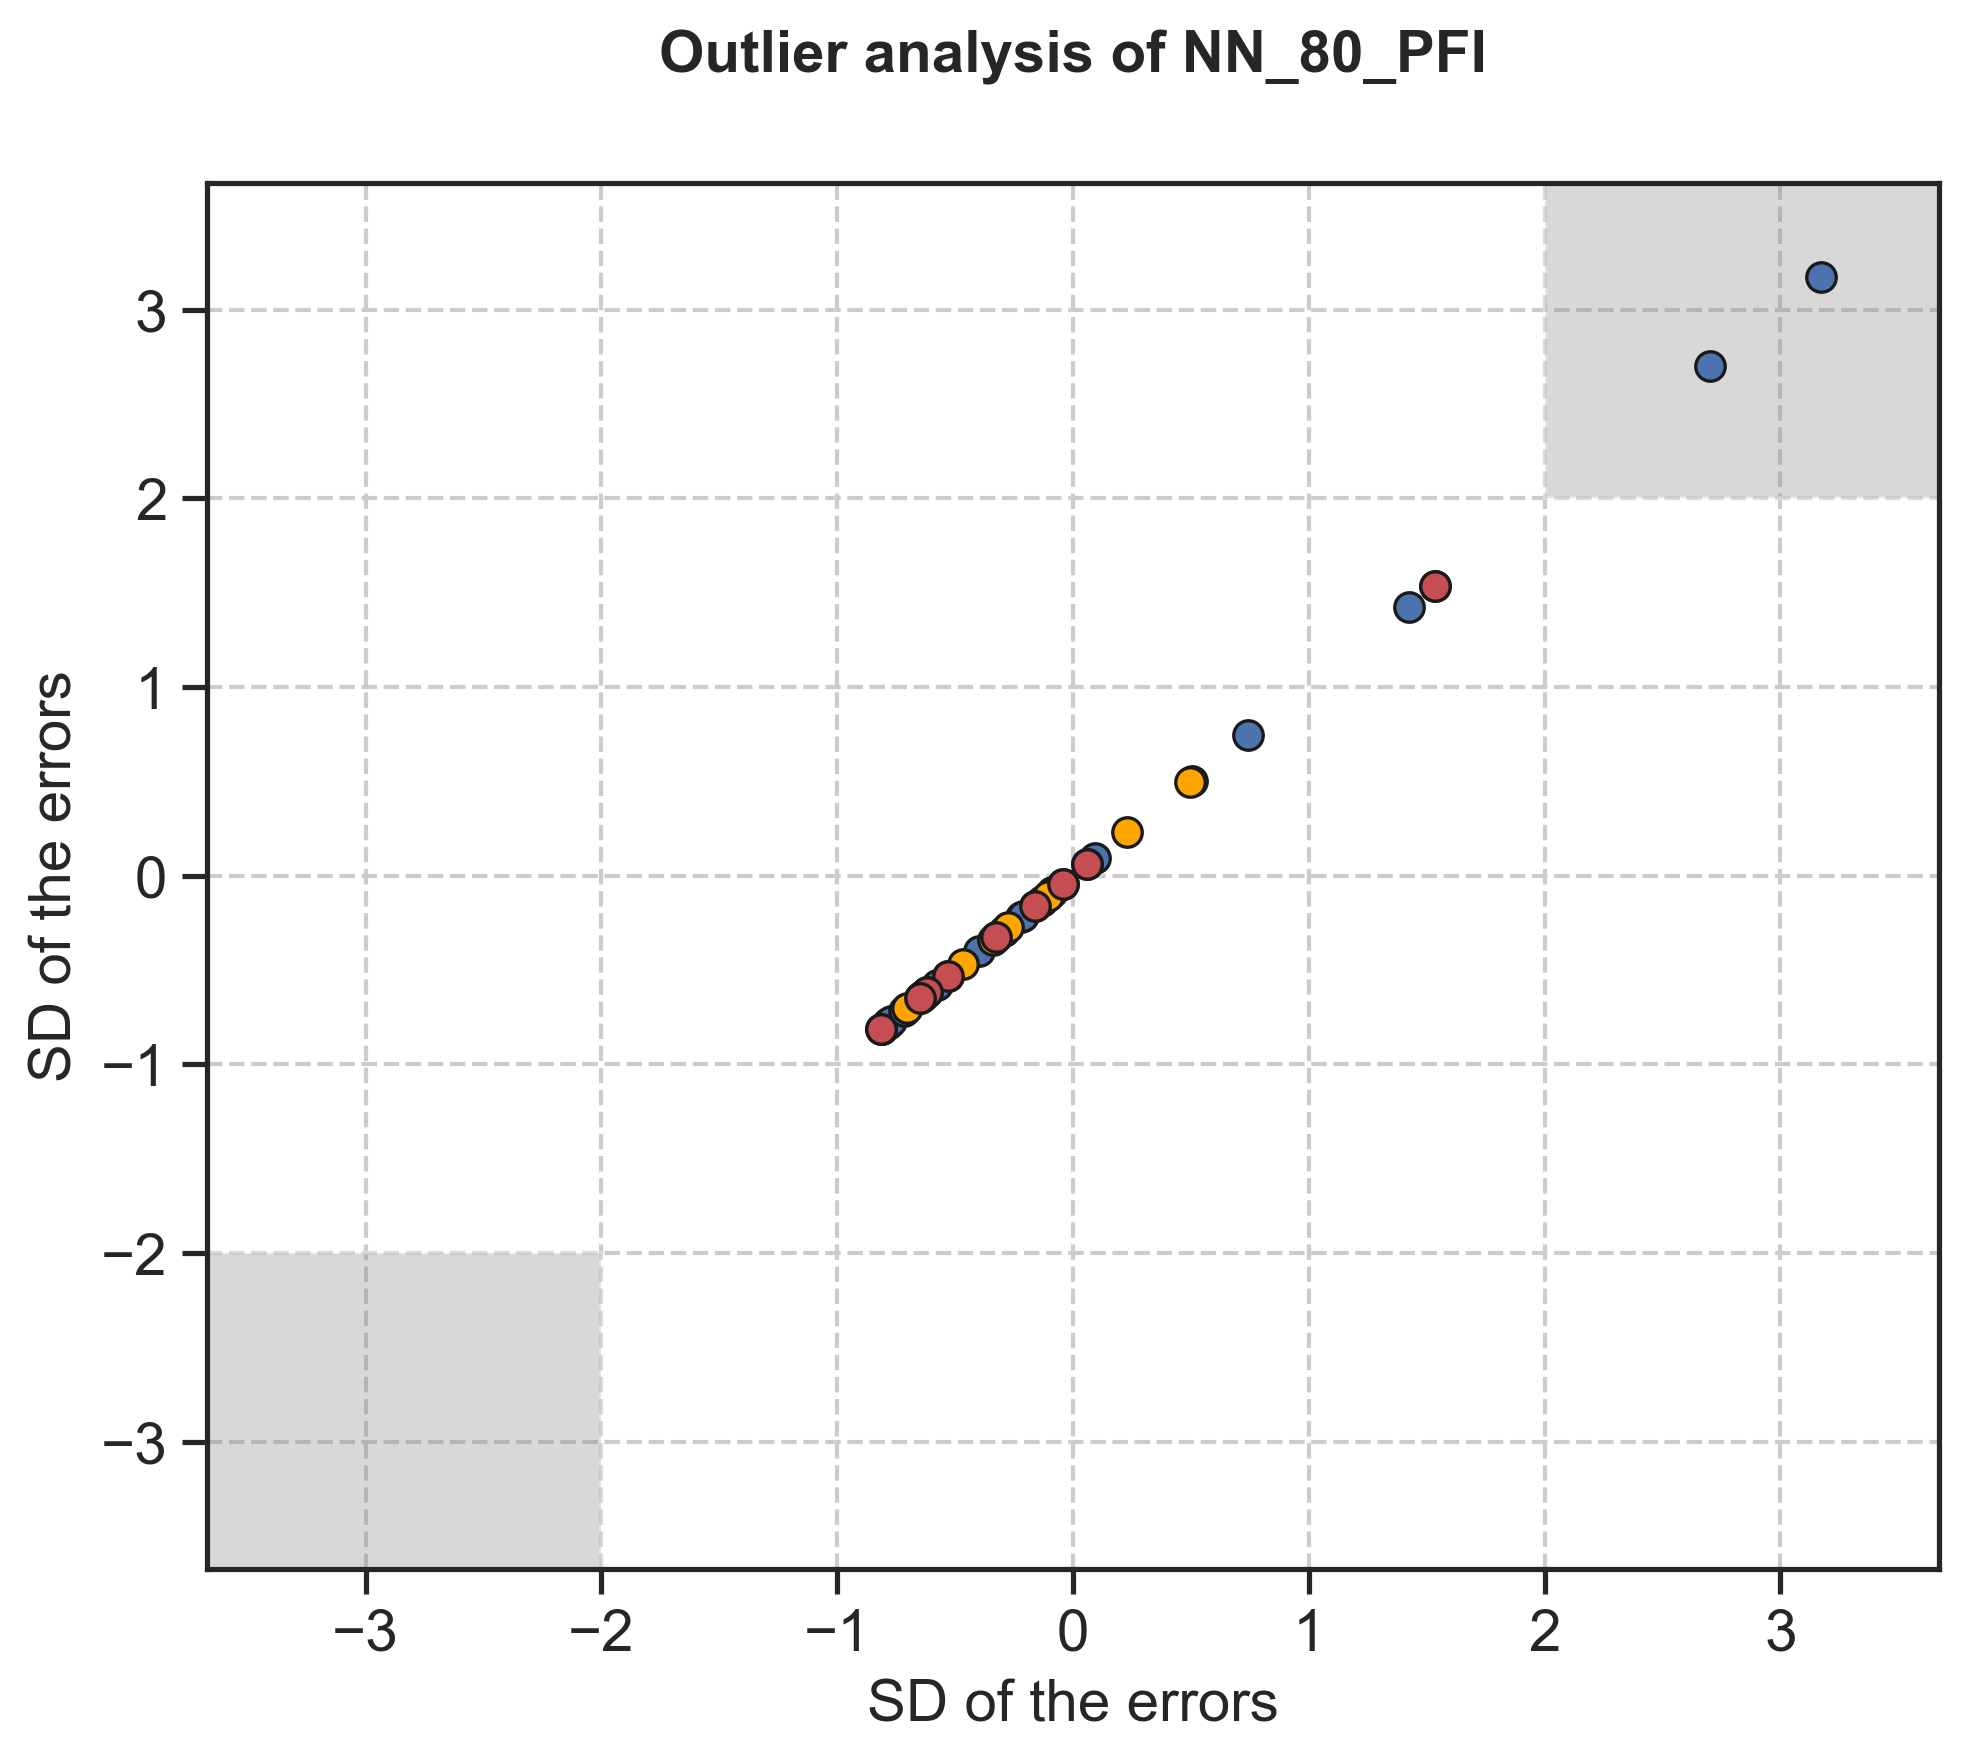 Outlier analysis of NN_80_PFI
SD of the errors
3
2
1
0
−1
−2
−3
−3 −2 −1 0 1 2 3
SD of the errors